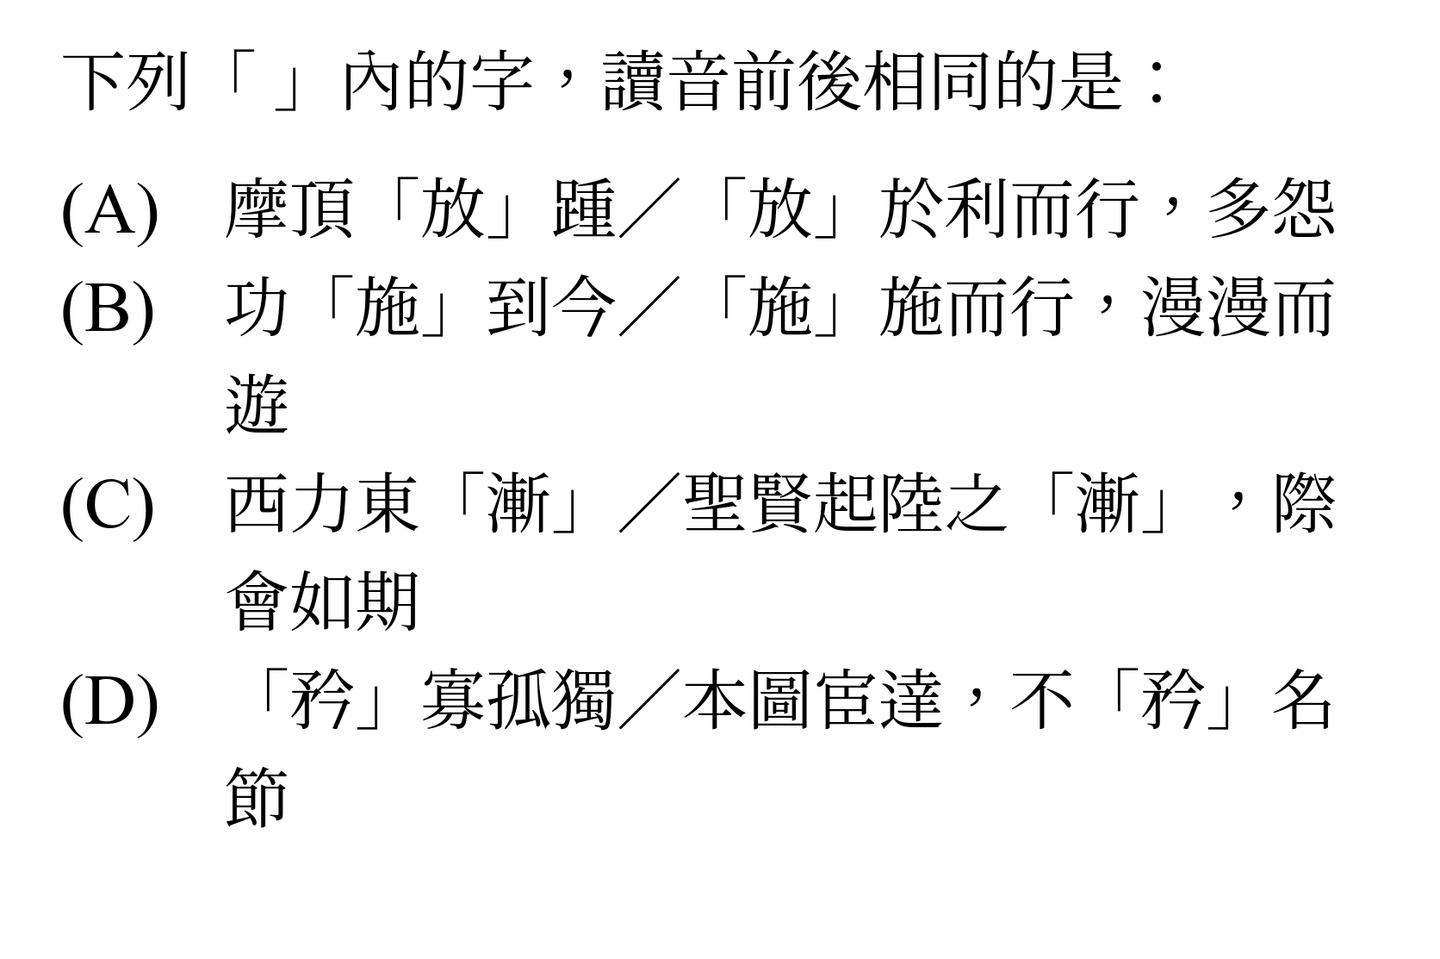 下列「 」內的字，讀音前後相同的是：
(A) 摩頂「放」踵／「放」於利而行，多怨
(B) 功「施」到今／「施」施而行，漫漫而
遊
(C) 西力東「漸」／聖賢起陸之「漸」，際
會如期
(D) 「矜」寡孤獨／本圖宦達，不「矜」名
節